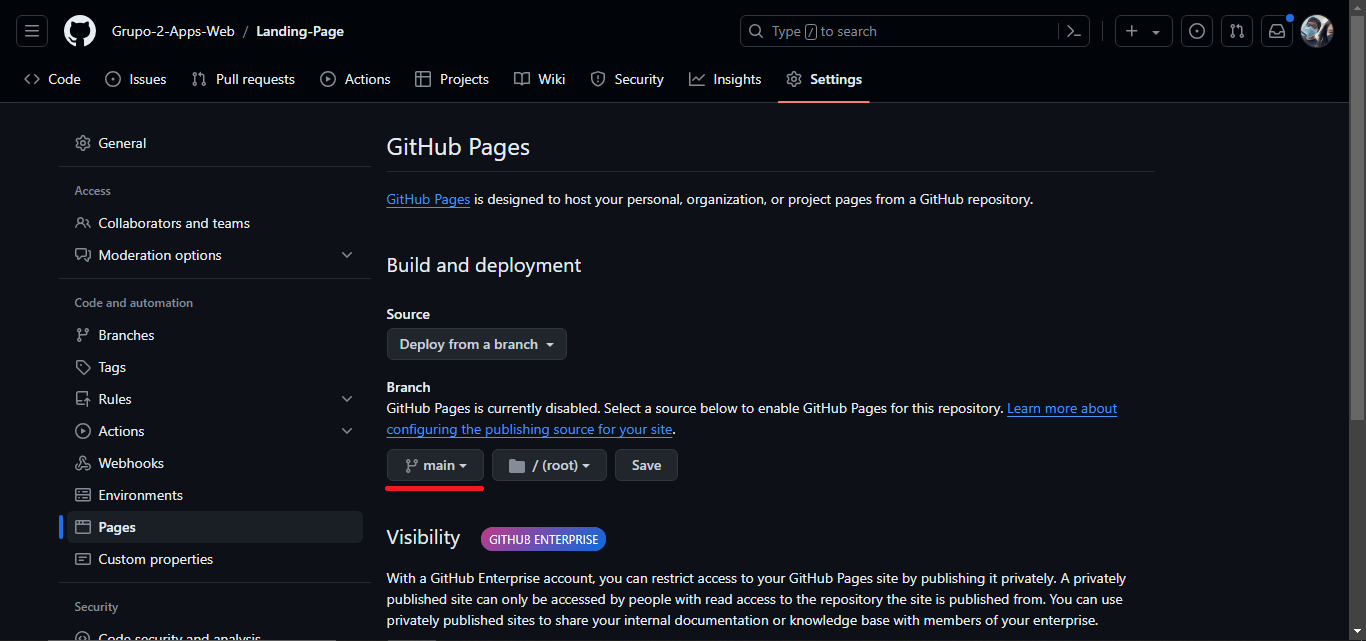 Grupo-2-Apps-Web / Landing-Page
Type / to search
Code Issues Pull requests Actions Projects Wiki Security Insights Settings
General
Access
Collaborators and teams
Moderation options
Code and automation
Branches
Tags
Rules
Actions
Webhooks
Environments
Pages
Custom properties
Security
Code security and analysis
GitHub Pages
GitHub Pages is designed to host your personal, organization, or project pages from a GitHub repository.
Build and deployment
Source
Deploy from a branch
Branch
GitHub Pages is currently disabled. Select a source below to enable GitHub Pages for this repository. Learn more about
configuring the publishing source for your site.
main / (root) Save
Visibility GITHUB ENTERPRISE
With a GitHub Enterprise account, you can restrict access to your GitHub Pages site by publishing it privately. A privately
published site can only be accessed by people with read access to the repository the site is published from. You can use
privately published sites to share your internal documentation or knowledge base with members of your enterprise.